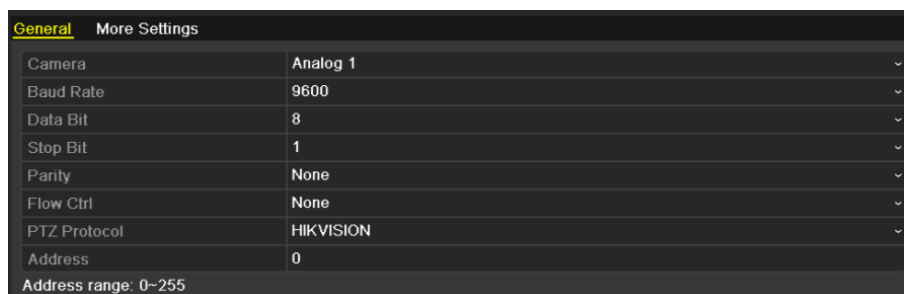 General More Settings
Camera Analog 1
Baud Rate 9600
Data Bit 8
Stop Bit 1
Parity None
Flow Ctrl None
PTZ Protocol HIKVISION
Address 0
Address range: 0~255